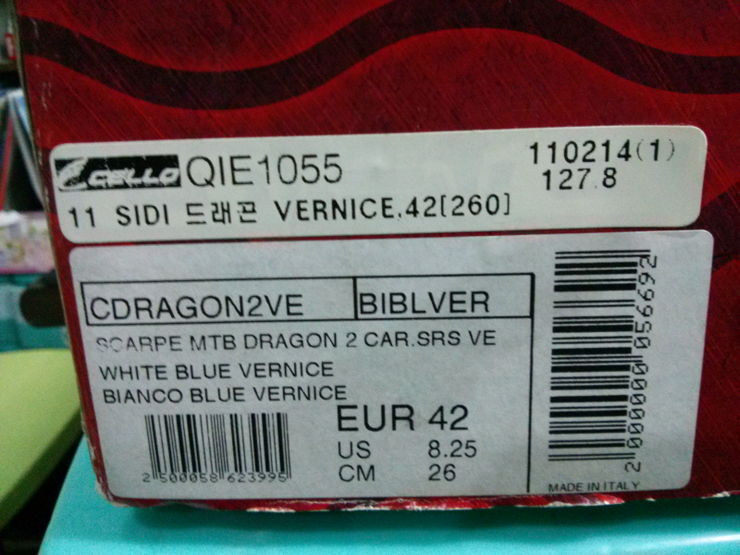 CELLO QIE1055 110214(1)
127.8
11 SIDI 드래곤 VERNICE.42[260]
CDRAGON2VE BIBLVER
SCARPE MTB DRAGON 2 CAR.SRS VE
WHITE BLUE VERNICE
BIANCO BLUE VERNICE
EUR 42
US 8.25
CM 26
2 500058 623995
2 000000 056692
MADE IN ITALY